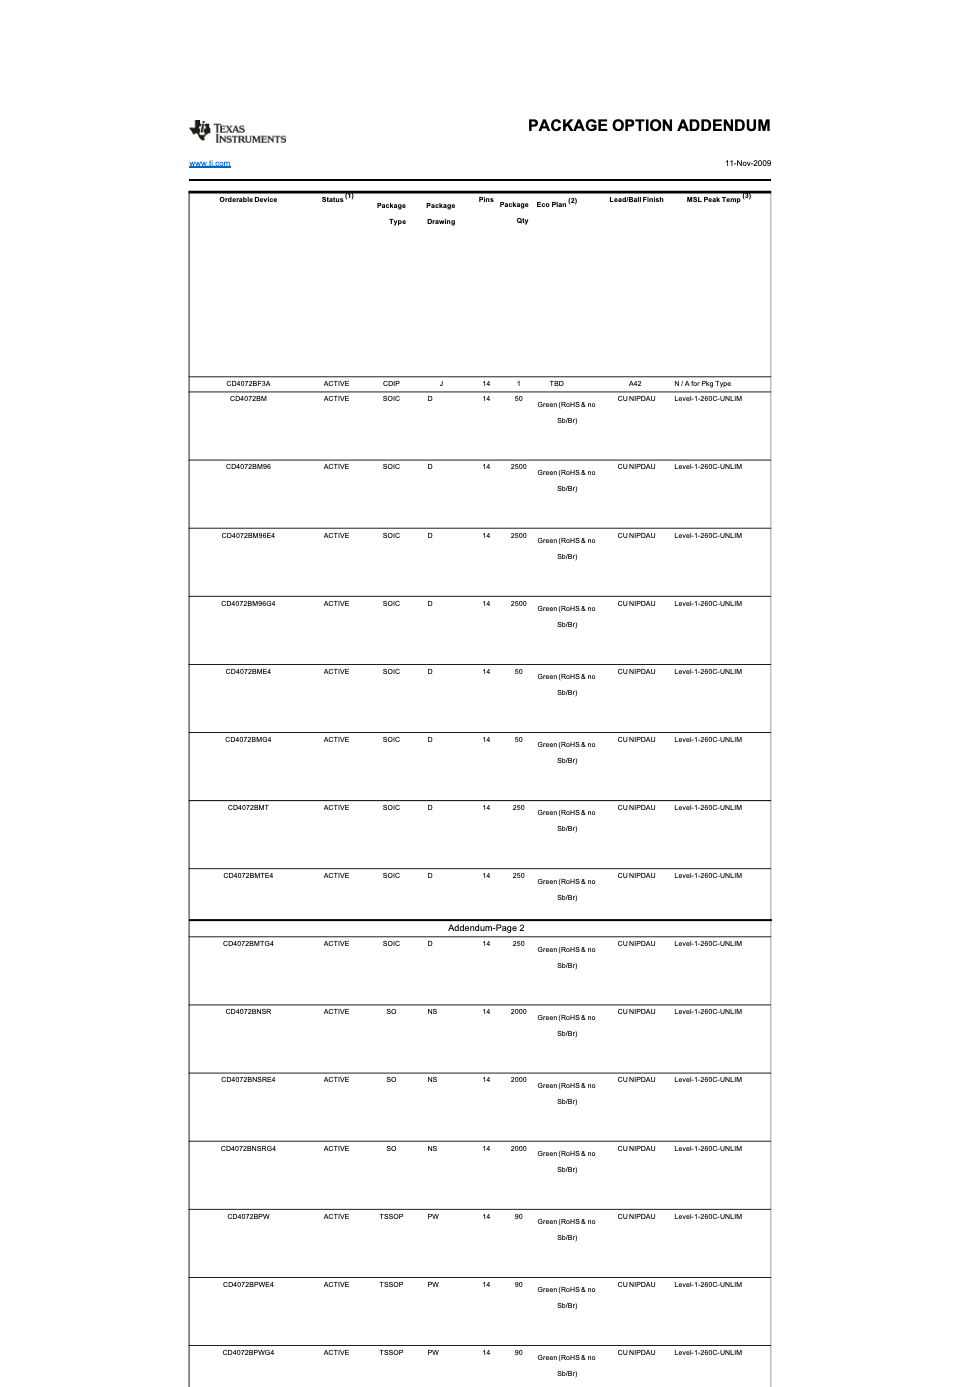 TEXAS
INSTRUMENTS
PACKAGE OPTION ADDENDUM
www.ti.com 11-Nov-2009
Orderable Device Status (1) Package Type Package Drawing Pins Package Qty Eco Plan (2) Lead/Ball Finish MSL Peak Temp (3)
CD4072BF3A ACTIVE CDIP J 14 1 TBD A42 N / A for Pkg Type
CD4072BM ACTIVE SOIC D 14 50 Green (RoHS & no CU NIPDAU Level-1-260C-UNLIM
Sb/Br)
CD4072BM96 ACTIVE SOIC D 14 2500 Green (RoHS & no CU NIPDAU Level-1-260C-UNLIM
Sb/Br)
CD4072BM96E4 ACTIVE SOIC D 14 2500 Green (RoHS & no CU NIPDAU Level-1-260C-UNLIM
Sb/Br)
CD4072BM96G4 ACTIVE SOIC D 14 2500 Green (RoHS & no CU NIPDAU Level-1-260C-UNLIM
Sb/Br)
CD4072BME4 ACTIVE SOIC D 14 50 Green (RoHS & no CU NIPDAU Level-1-260C-UNLIM
Sb/Br)
CD4072BMG4 ACTIVE SOIC D 14 50 Green (RoHS & no CU NIPDAU Level-1-260C-UNLIM
Sb/Br)
CD4072BMT ACTIVE SOIC D 14 250 Green (RoHS & no CU NIPDAU Level-1-260C-UNLIM
Sb/Br)
CD4072BMTE4 ACTIVE SOIC D 14 250 Green (RoHS & no CU NIPDAU Level-1-260C-UNLIM
Sb/Br)
Addendum-Page 2
CD4072BMTG4 ACTIVE SOIC D 14 250 Green (RoHS & no CU NIPDAU Level-1-260C-UNLIM
Sb/Br)
CD4072BNSR ACTIVE SO NS 14 2000 Green (RoHS & no CU NIPDAU Level-1-260C-UNLIM
Sb/Br)
CD4072BNSRE4 ACTIVE SO NS 14 2000 Green (RoHS & no CU NIPDAU Level-1-260C-UNLIM
Sb/Br)
CD4072BNSRG4 ACTIVE SO NS 14 2000 Green (RoHS & no CU NIPDAU Level-1-260C-UNLIM
Sb/Br)
CD4072BPW ACTIVE TSSOP PW 14 90 Green (RoHS & no CU NIPDAU Level-1-260C-UNLIM
Sb/Br)
CD4072BPWE4 ACTIVE TSSOP PW 14 90 Green (RoHS & no CU NIPDAU Level-1-260C-UNLIM
Sb/Br)
CD4072BPWG4 ACTIVE TSSOP PW 14 90 Green (RoHS & no CU NIPDAU Level-1-260C-UNLIM
Sb/Br)